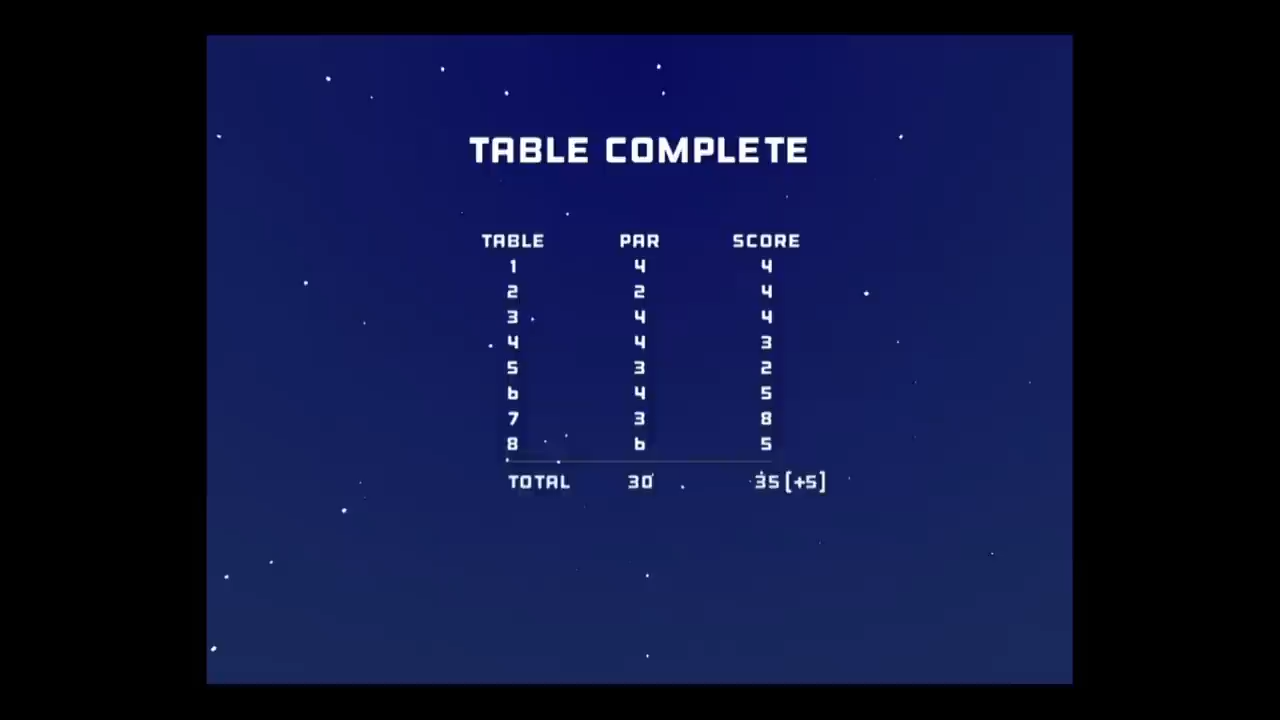 TABLE COMPLETE
TABLE PAR SCORE
1 4 4
2 2 4
3 4 4
4 4 3
5 3 2
6 4 5
7 3 8
8 6 5
TOTAL 30 35 [+5]